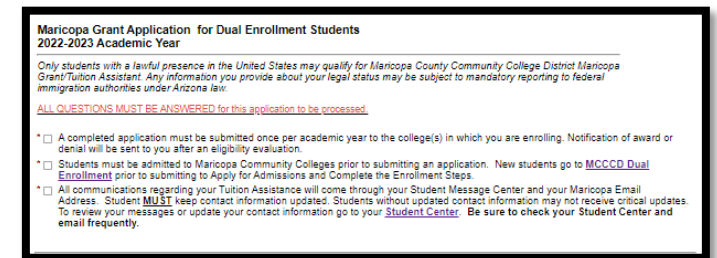 Maricopa Grant Application for Dual Enrollment Students
2022-2023 Academic Year
Only students with a lawful presence in the United States may qualify for Maricopa County Community College District Maricopa
Grant/Tuition Assistant. Any information you provide about your legal status may be subject to mandatory reporting to federal
immigration authorities under Arizona law.
ALL QUESTIONS MUST BE ANSWERED for this application to be processed.
* A completed application must be submitted once per academic year to the college(s) in which you are enrolling. Notification of award or
denial will be sent to you after an eligibility evaluation.
* Students must be admitted to Maricopa Community Colleges prior to submitting an application. New students go to MCCCD Dual
Enrollment prior to submitting to Apply for Admissions and Complete the Enrollment Steps.
* All communications regarding your Tuition Assistance will come through your Student Message Center and your Maricopa Email
Address. Student MUST keep contact information updated. Students without updated contact information may not receive critical updates.
To review your messages or update your contact information go to your Student Center. Be sure to check your Student Center and
email frequently.